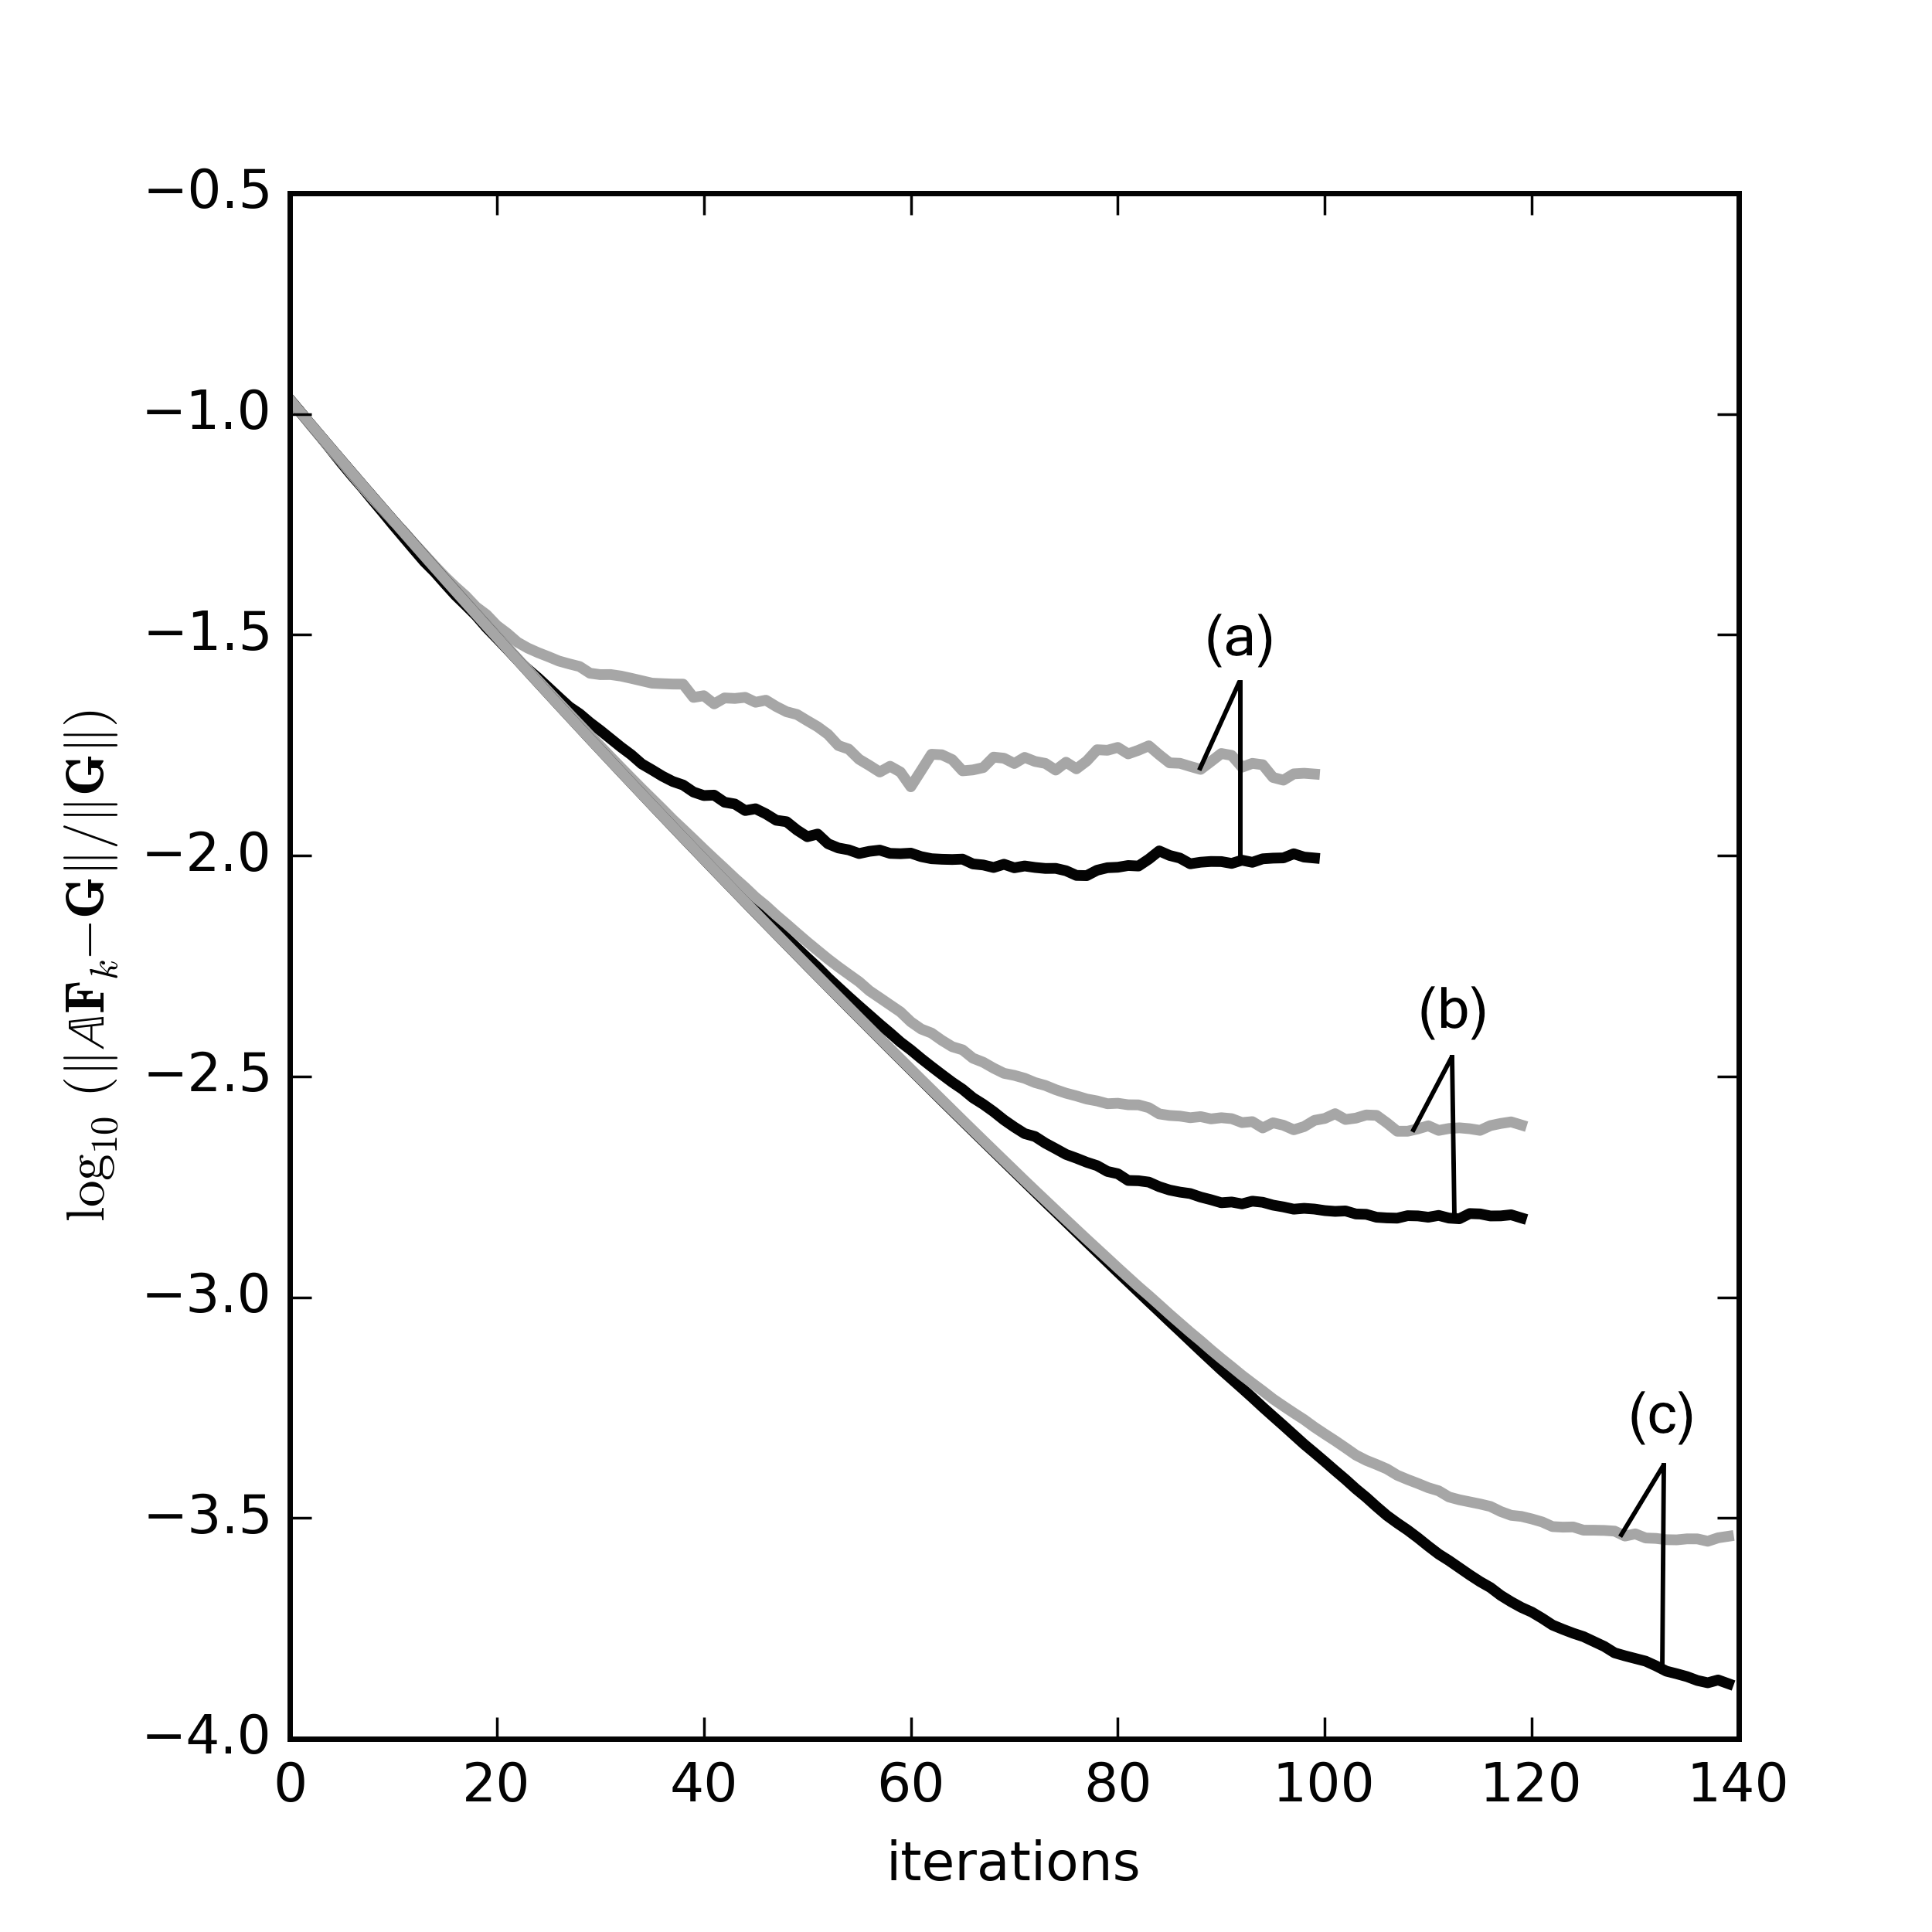 −0.5
−1.0
−1.5
−2.0
−2.5
−3.0
−3.5
−4.0
0 20 40 60 80 100 120 140
iterations
log₁₀ (||𝔸𝐅ₖ−𝐆||/||𝐆||)
(a)
(b)
(c)